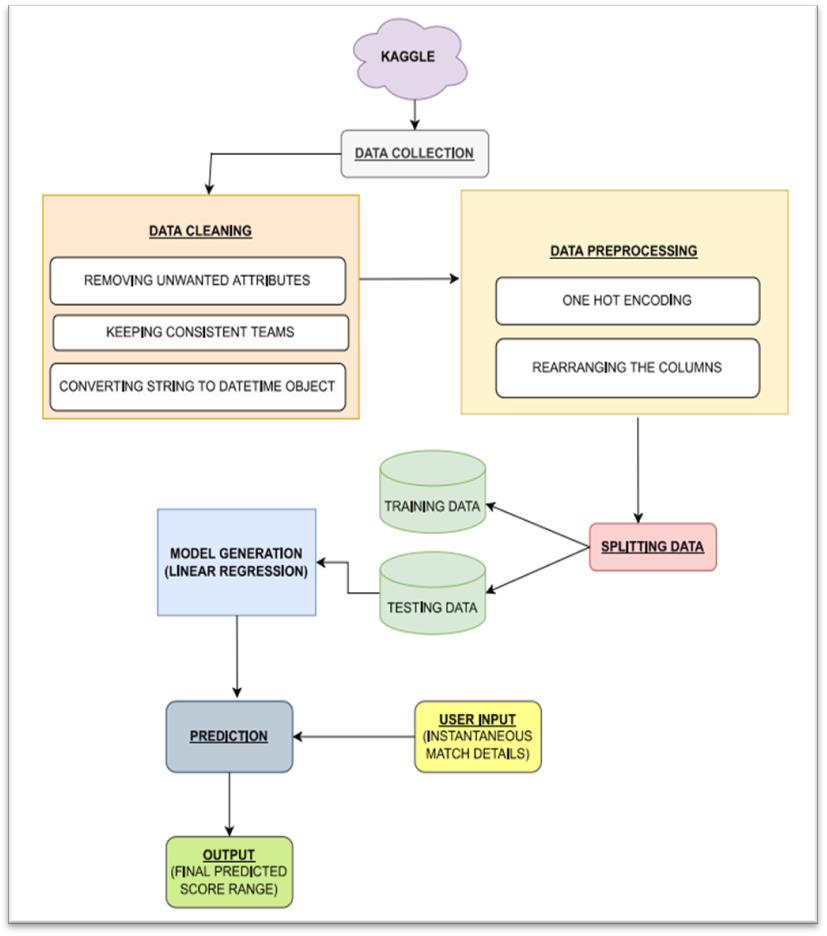 KAGGLE
DATA COLLECTION
DATA CLEANING
REMOVING UNWANTED ATTRIBUTES
KEEPING CONSISTENT TEAMS
CONVERTING STRING TO DATETIME OBJECT
DATA PREPROCESSING
ONE HOT ENCODING
REARRANGING THE COLUMNS
SPLITTING DATA
TRAINING DATA
TESTING DATA
MODEL GENERATION
(LINEAR REGRESSION)
PREDICTION
USER INPUT
(INSTANTANEOUS
MATCH DETAILS)
OUTPUT
(FINAL PREDICTED
SCORE RANGE)